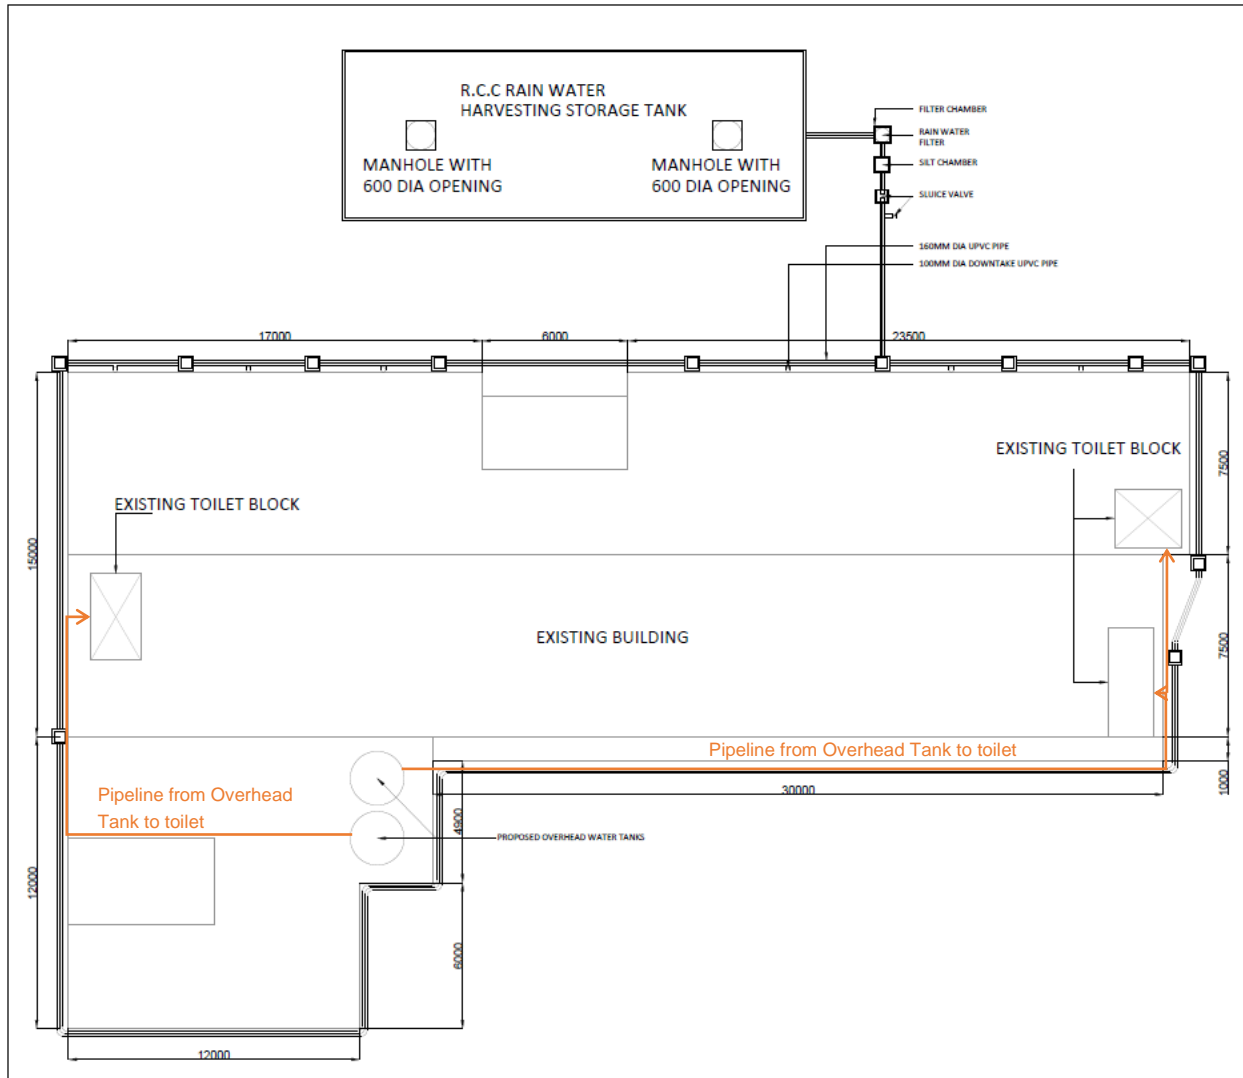 R.C.C RAIN WATER
HARVESTING STORAGE TANK
MANHOLE WITH
600 DIA OPENING
MANHOLE WITH
600 DIA OPENING
FILTER CHAMBER
RAIN WATER
FILTER
SILT CHAMBER
SLUICE VALVE
160MM DIA UPVC PIPE
100MM DIA DOWNTAKE UPVC PIPE
17000
6000
23500
EXISTING TOILET BLOCK
7500
EXISTING TOILET BLOCK
15000
EXISTING BUILDING
7500
Pipeline from Overhead Tank to toilet
1000
30000
Pipeline from Overhead
Tank to toilet
4900
PROPOSED OVERHEAD WATER TANKS
12000
6000
12000